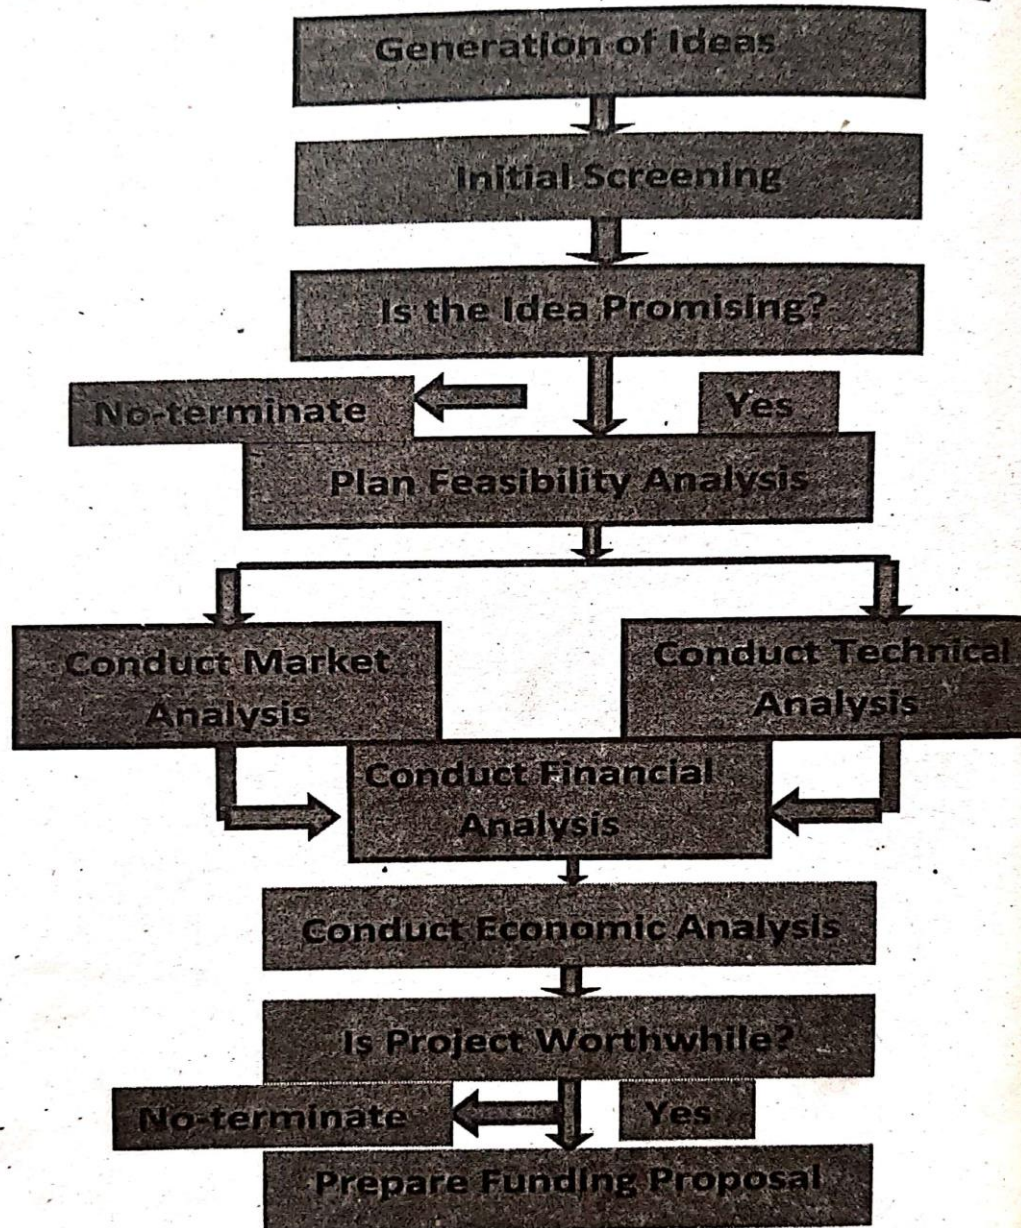 Generation of Ideas
Initial Screening
Is the Idea Promising?
No-terminate
Yes
Plan Feasibility Analysis
Conduct Market
Analysis
Conduct Technical
Analysis
Conduct Financial
Analysis
Conduct Economic Analysis
Is Project Worthwhile?
No-terminate
Yes
Prepare Funding Proposal